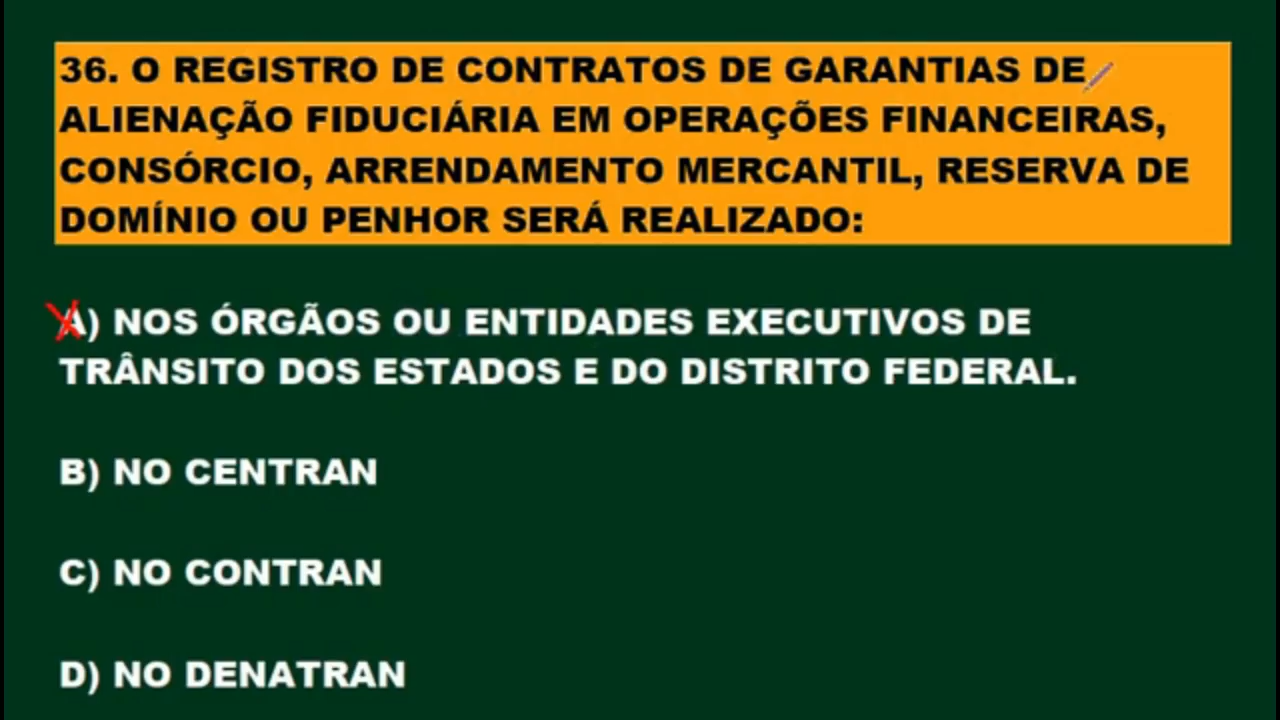 36. O REGISTRO DE CONTRATOS DE GARANTIAS DE
ALIENAÇÃO FIDUCIÁRIA EM OPERAÇÕES FINANCEIRAS,
CONSÓRCIO, ARRENDAMENTO MERCANTIL, RESERVA DE
DOMÍNIO OU PENHOR SERÁ REALIZADO:
A) NOS ÓRGÃOS OU ENTIDADES EXECUTIVOS DE
TRÂNSITO DOS ESTADOS E DO DISTRITO FEDERAL.
B) NO CENTRAN
C) NO CONTRAN
D) NO DENATRAN